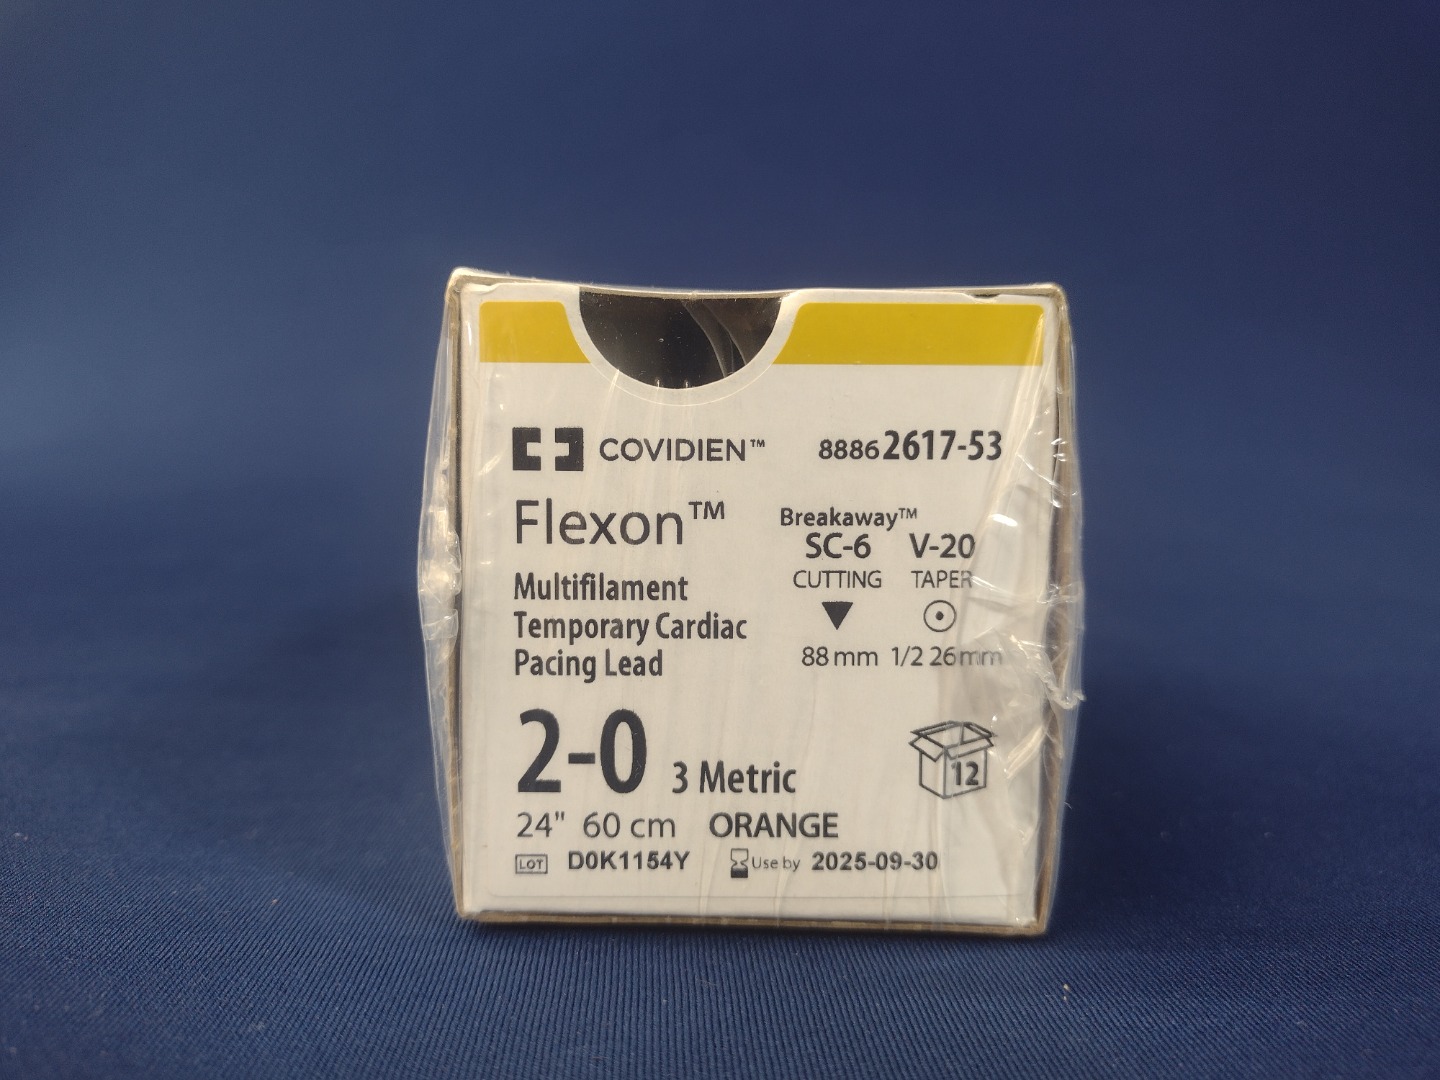 COVIDIEN™ 88862617-53
Flexon™
Breakaway™
SC-6 V-20
CUTTING TAPER
88 mm 1/2 26 mm
Multifilament
Temporary Cardiac
Pacing Lead
2-0 3 Metric
12
24" 60 cm ORANGE
LOT D0K1154Y Use by 2025-09-30